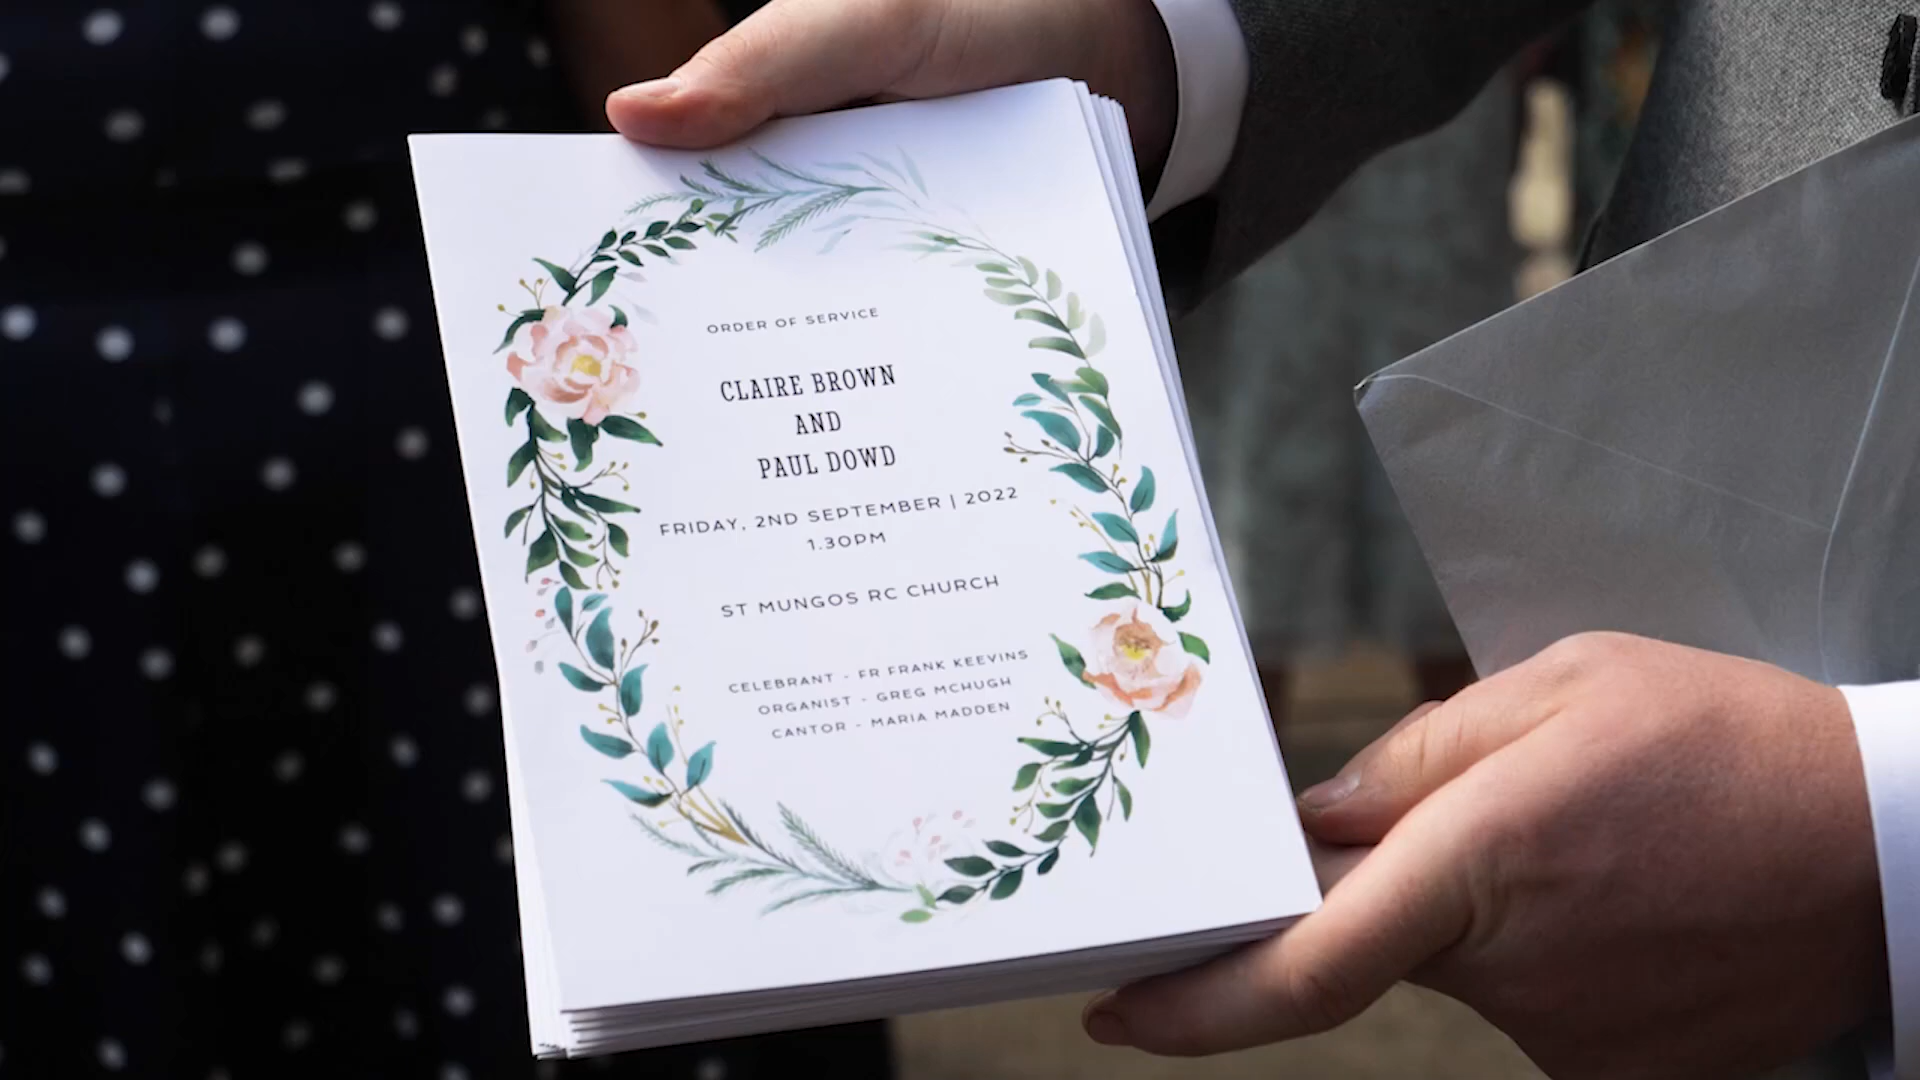 ORDER OF SERVICE
CLAIRE BROWN
AND
PAUL DOWD
FRIDAY, 2ND SEPTEMBER | 2022
1.30PM
ST MUNGOS RC CHURCH
CELEBRANT - FR FRANK KEEVINS
ORGANIST - GREG MCHUGH
CANTOR - MARIA MADDEN